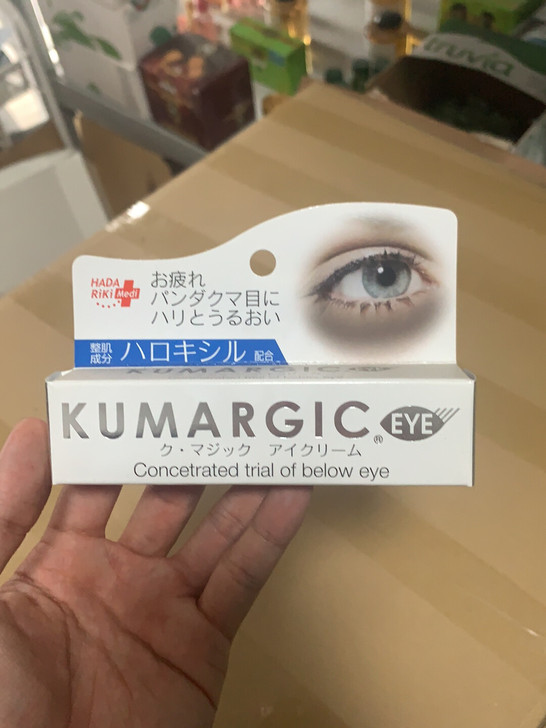 truvia
HADA
RiKi Medi
お疲れ
パンダクマ目に
ハリとうるおい
整肌
成分 ハロキシル 配合
KUMARGIC
KUMARGIC® EYE
ク・マジック アイクリーム
Concetrated trial of below eye